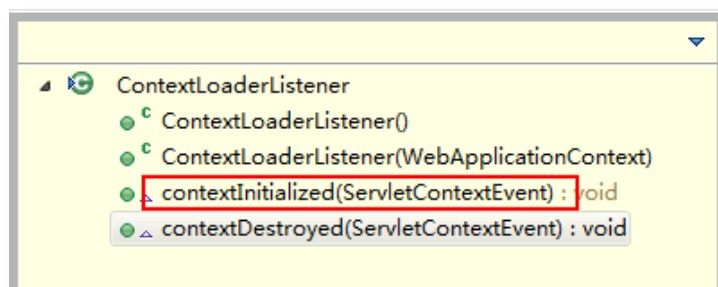 ContextLoaderListener
C ContextLoaderListener()
C ContextLoaderListener(WebApplicationContext)
contextInitialized(ServletContextEvent) : void
contextDestroyed(ServletContextEvent) : void